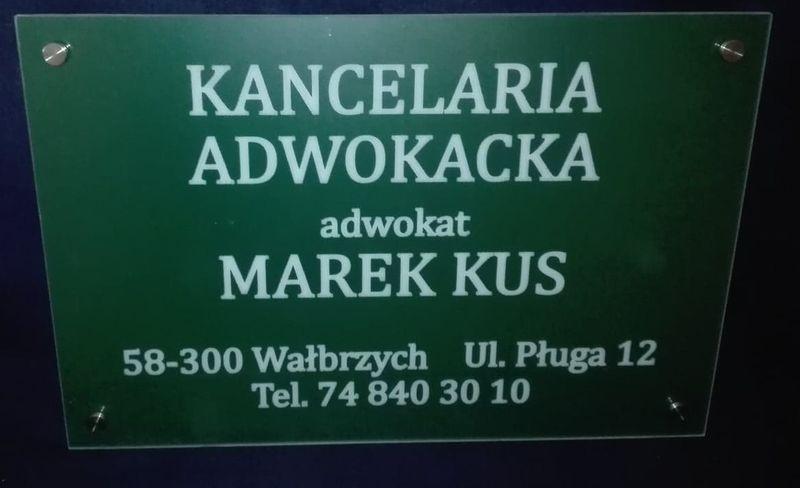 KANCELARIA
ADWOKACKA
adwokat
MAREK KUS
58-300 Wałbrzych Ul. Pługa 12
Tel. 74 840 30 10